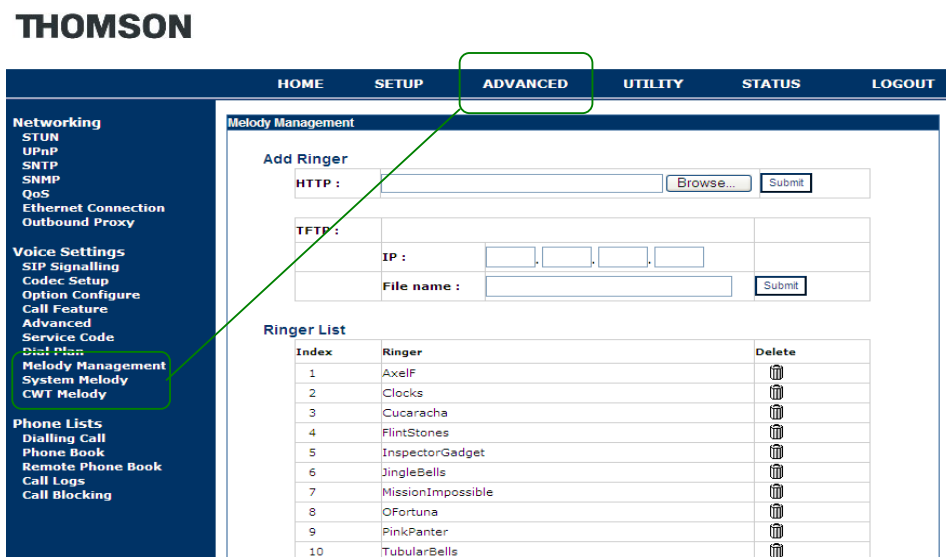 THOMSON
HOME SETUP ADVANCED UTILITY STATUS LOGOUT
Networking
STUN
UPnP
SNTP
SNMP
QoS
Ethernet Connection
Outbound Proxy
Voice Settings
SIP Signalling
Codec Setup
Option Configure
Call Feature
Advanced
Service Code
Dial Plan
Melody Management
System Melody
CWT Melody
Phone Lists
Dialling Call
Phone Book
Remote Phone Book
Call Logs
Call Blocking
Melody Management
Add Ringer
HTTP : Browse... Submit
TFTP :
IP : . . .
File name : Submit
Ringer List
Index Ringer Delete
1 AxelF
2 Clocks
3 Cucaracha
4 FlintStones
5 InspectorGadget
6 JingleBells
7 MissionImpossible
8 OFortuna
9 PinkPanter
10 TubularBells